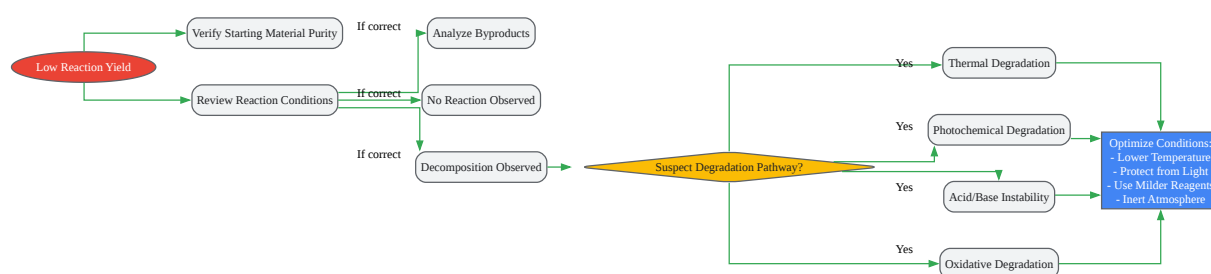 Low Reaction Yield
Verify Starting Material Purity
Review Reaction Conditions
If correct
If correct
If correct
Analyze Byproducts
No Reaction Observed
Decomposition Observed
Suspect Degradation Pathway?
Yes
Yes
Yes
Yes
Thermal Degradation
Photochemical Degradation
Acid/Base Instability
Oxidative Degradation
Optimize Conditions:
- Lower Temperature
- Protect from Light
- Use Milder Reagents
- Inert Atmosphere